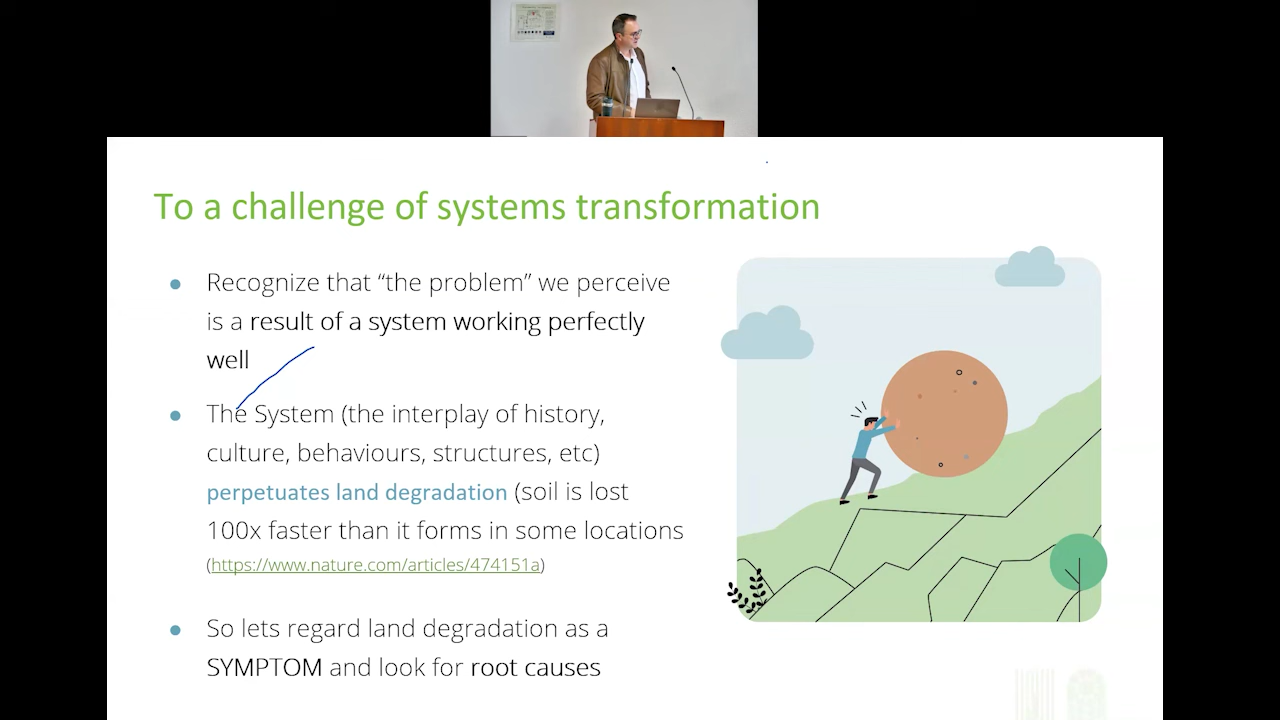 To a challenge of systems transformation
● Recognize that “the problem” we perceive
is a result of a system working perfectly
well
● The System (the interplay of history,
culture, behaviours, structures, etc)
perpetuates land degradation (soil is lost
100x faster than it forms in some locations
(https://www.nature.com/articles/474151a)
● So lets regard land degradation as a
SYMPTOM and look for root causes